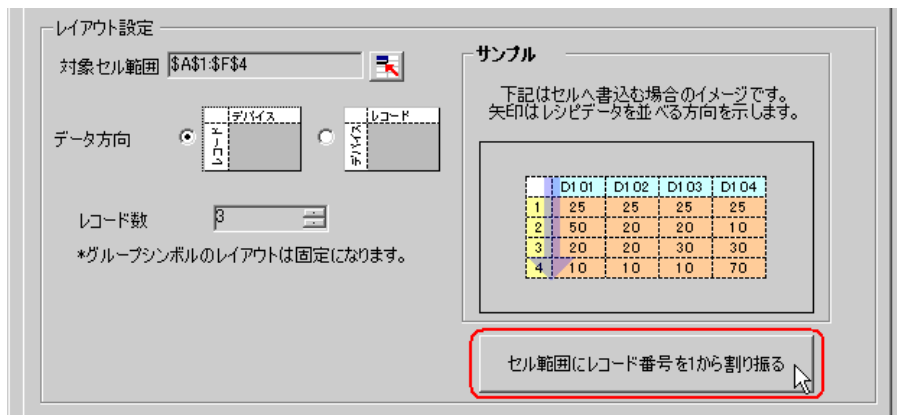 レイアウト設定
対象セル範囲 $A$1:$F$4
データ方向
デバイス
レコード
レコード
デバイス
レコード数 3
*グループシンボルのレイアウトは固定になります。
サンプル
下記はセルへ書込む場合のイメージです。
矢印はレシピデータを並べる方向を示します。
D101 D102 D103 D104
1 25 25 25 25
2 50 20 20 10
3 20 20 30 30
4 10 10 10 70
セル範囲にレコード番号を1から割り振る